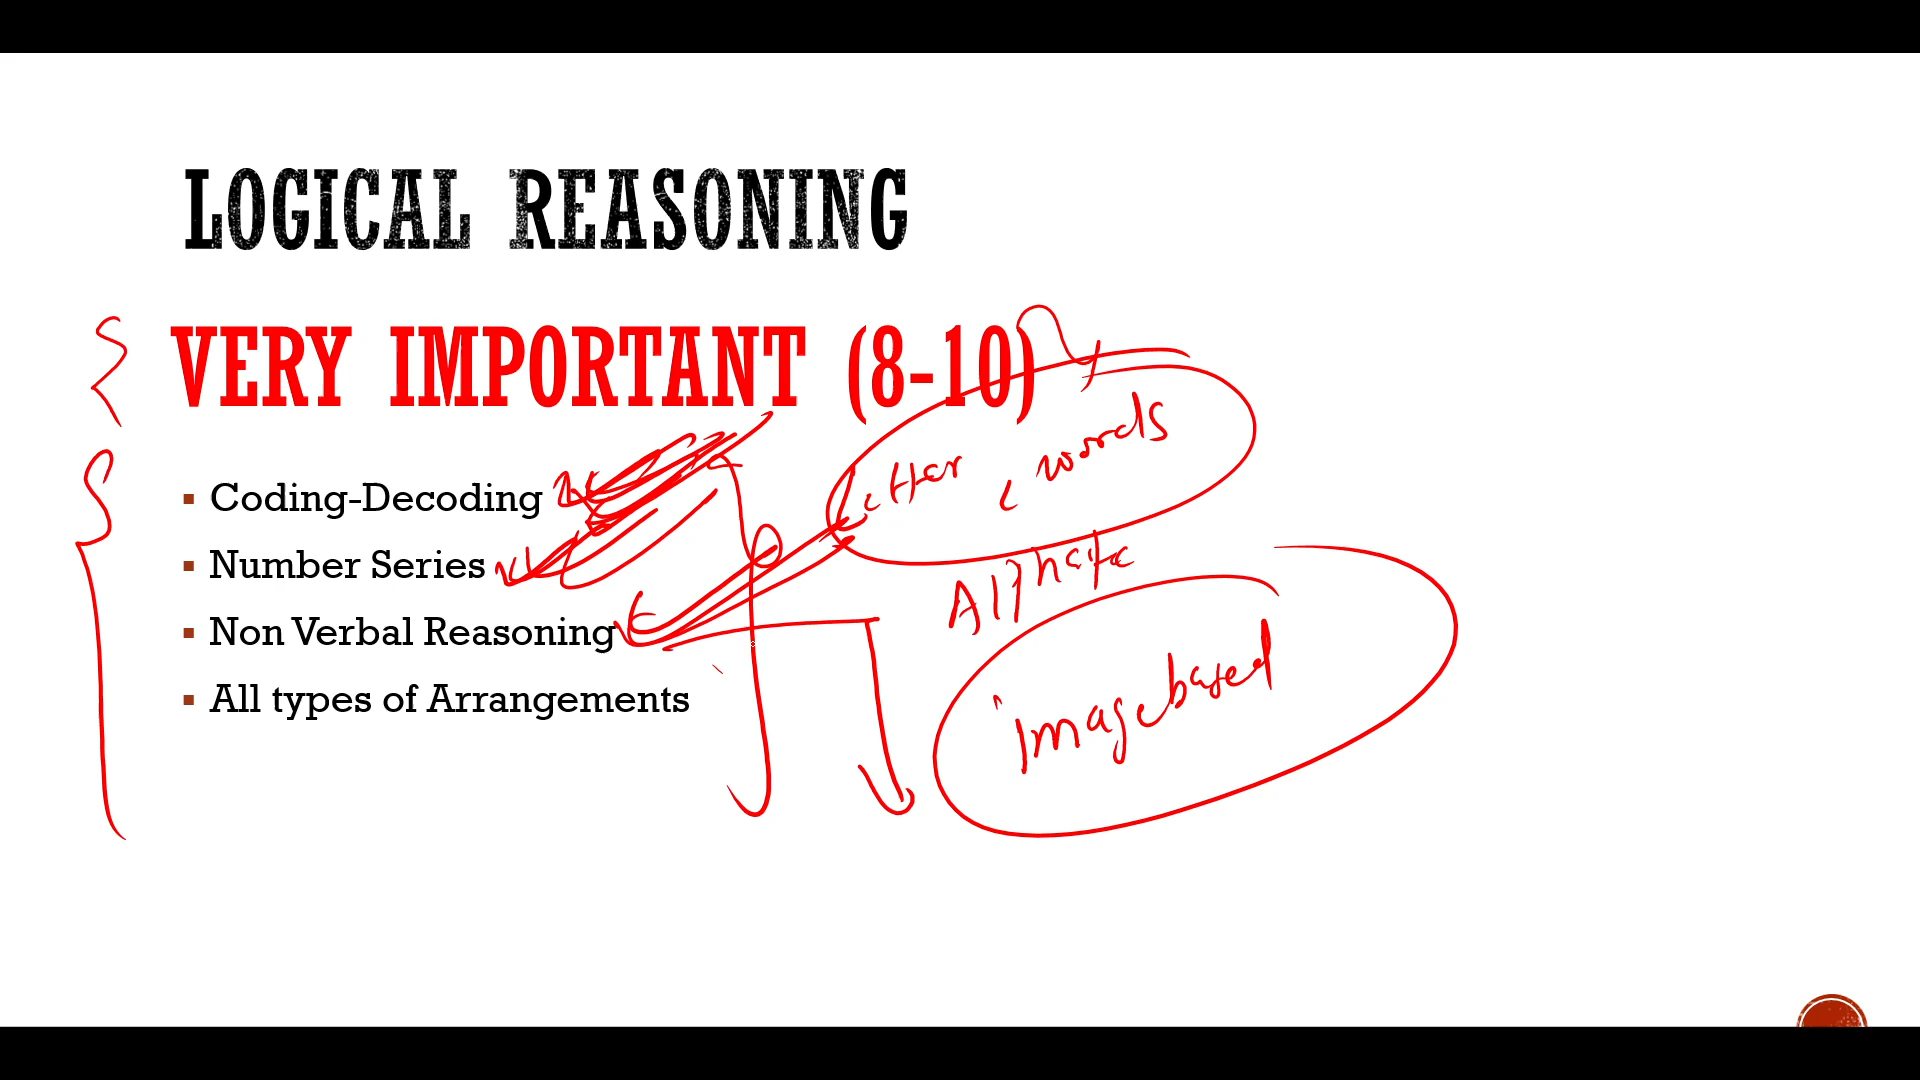 LOGICAL REASONING
VERY IMPORTANT (8-10)
Coding-Decoding
Number Series
Non Verbal Reasoning
All types of Arrangements
letter, words
image based